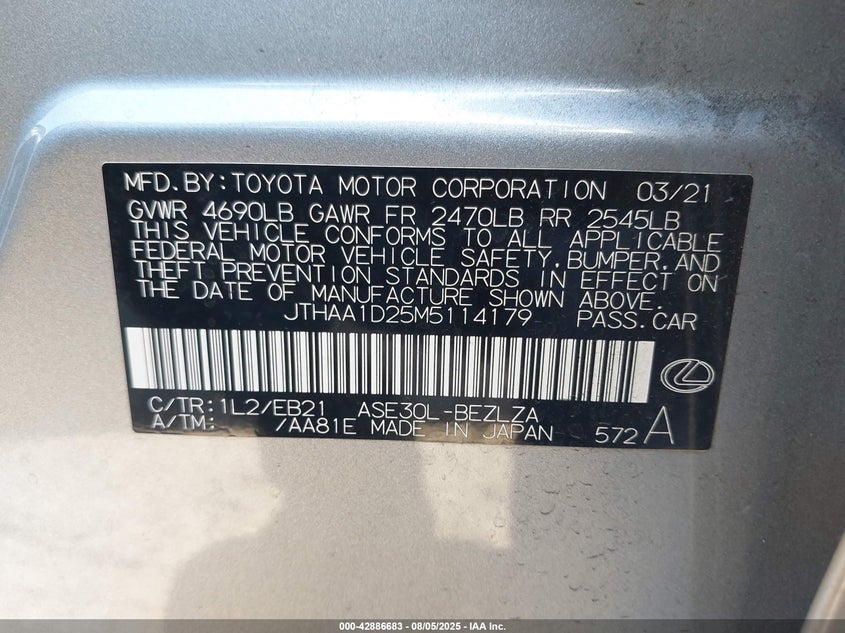 MFD.BY:TOYOTA MOTOR CORPORATION 03/21
GVWR 4690LB GAWR FR 2470LB RR 2545LB
THIS VEHICLE CONFORMS TO ALL APPLICABLE
FEDERAL MOTOR VEHICLE SAFETY,BUMPER,AND
THEFT PREVENTION STANDARDS IN EFFECT ON
THE DATE OF MANUFACTURE SHOWN ABOVE.
JTHAA1D25M5114179 PASS.CAR
C/TR:1L2/EB21 ASE30L-BEZLZA
A/TM: /AA81E MADE IN JAPAN 572 A
000-42886683 - 08/05/2025 - IAA Inc.